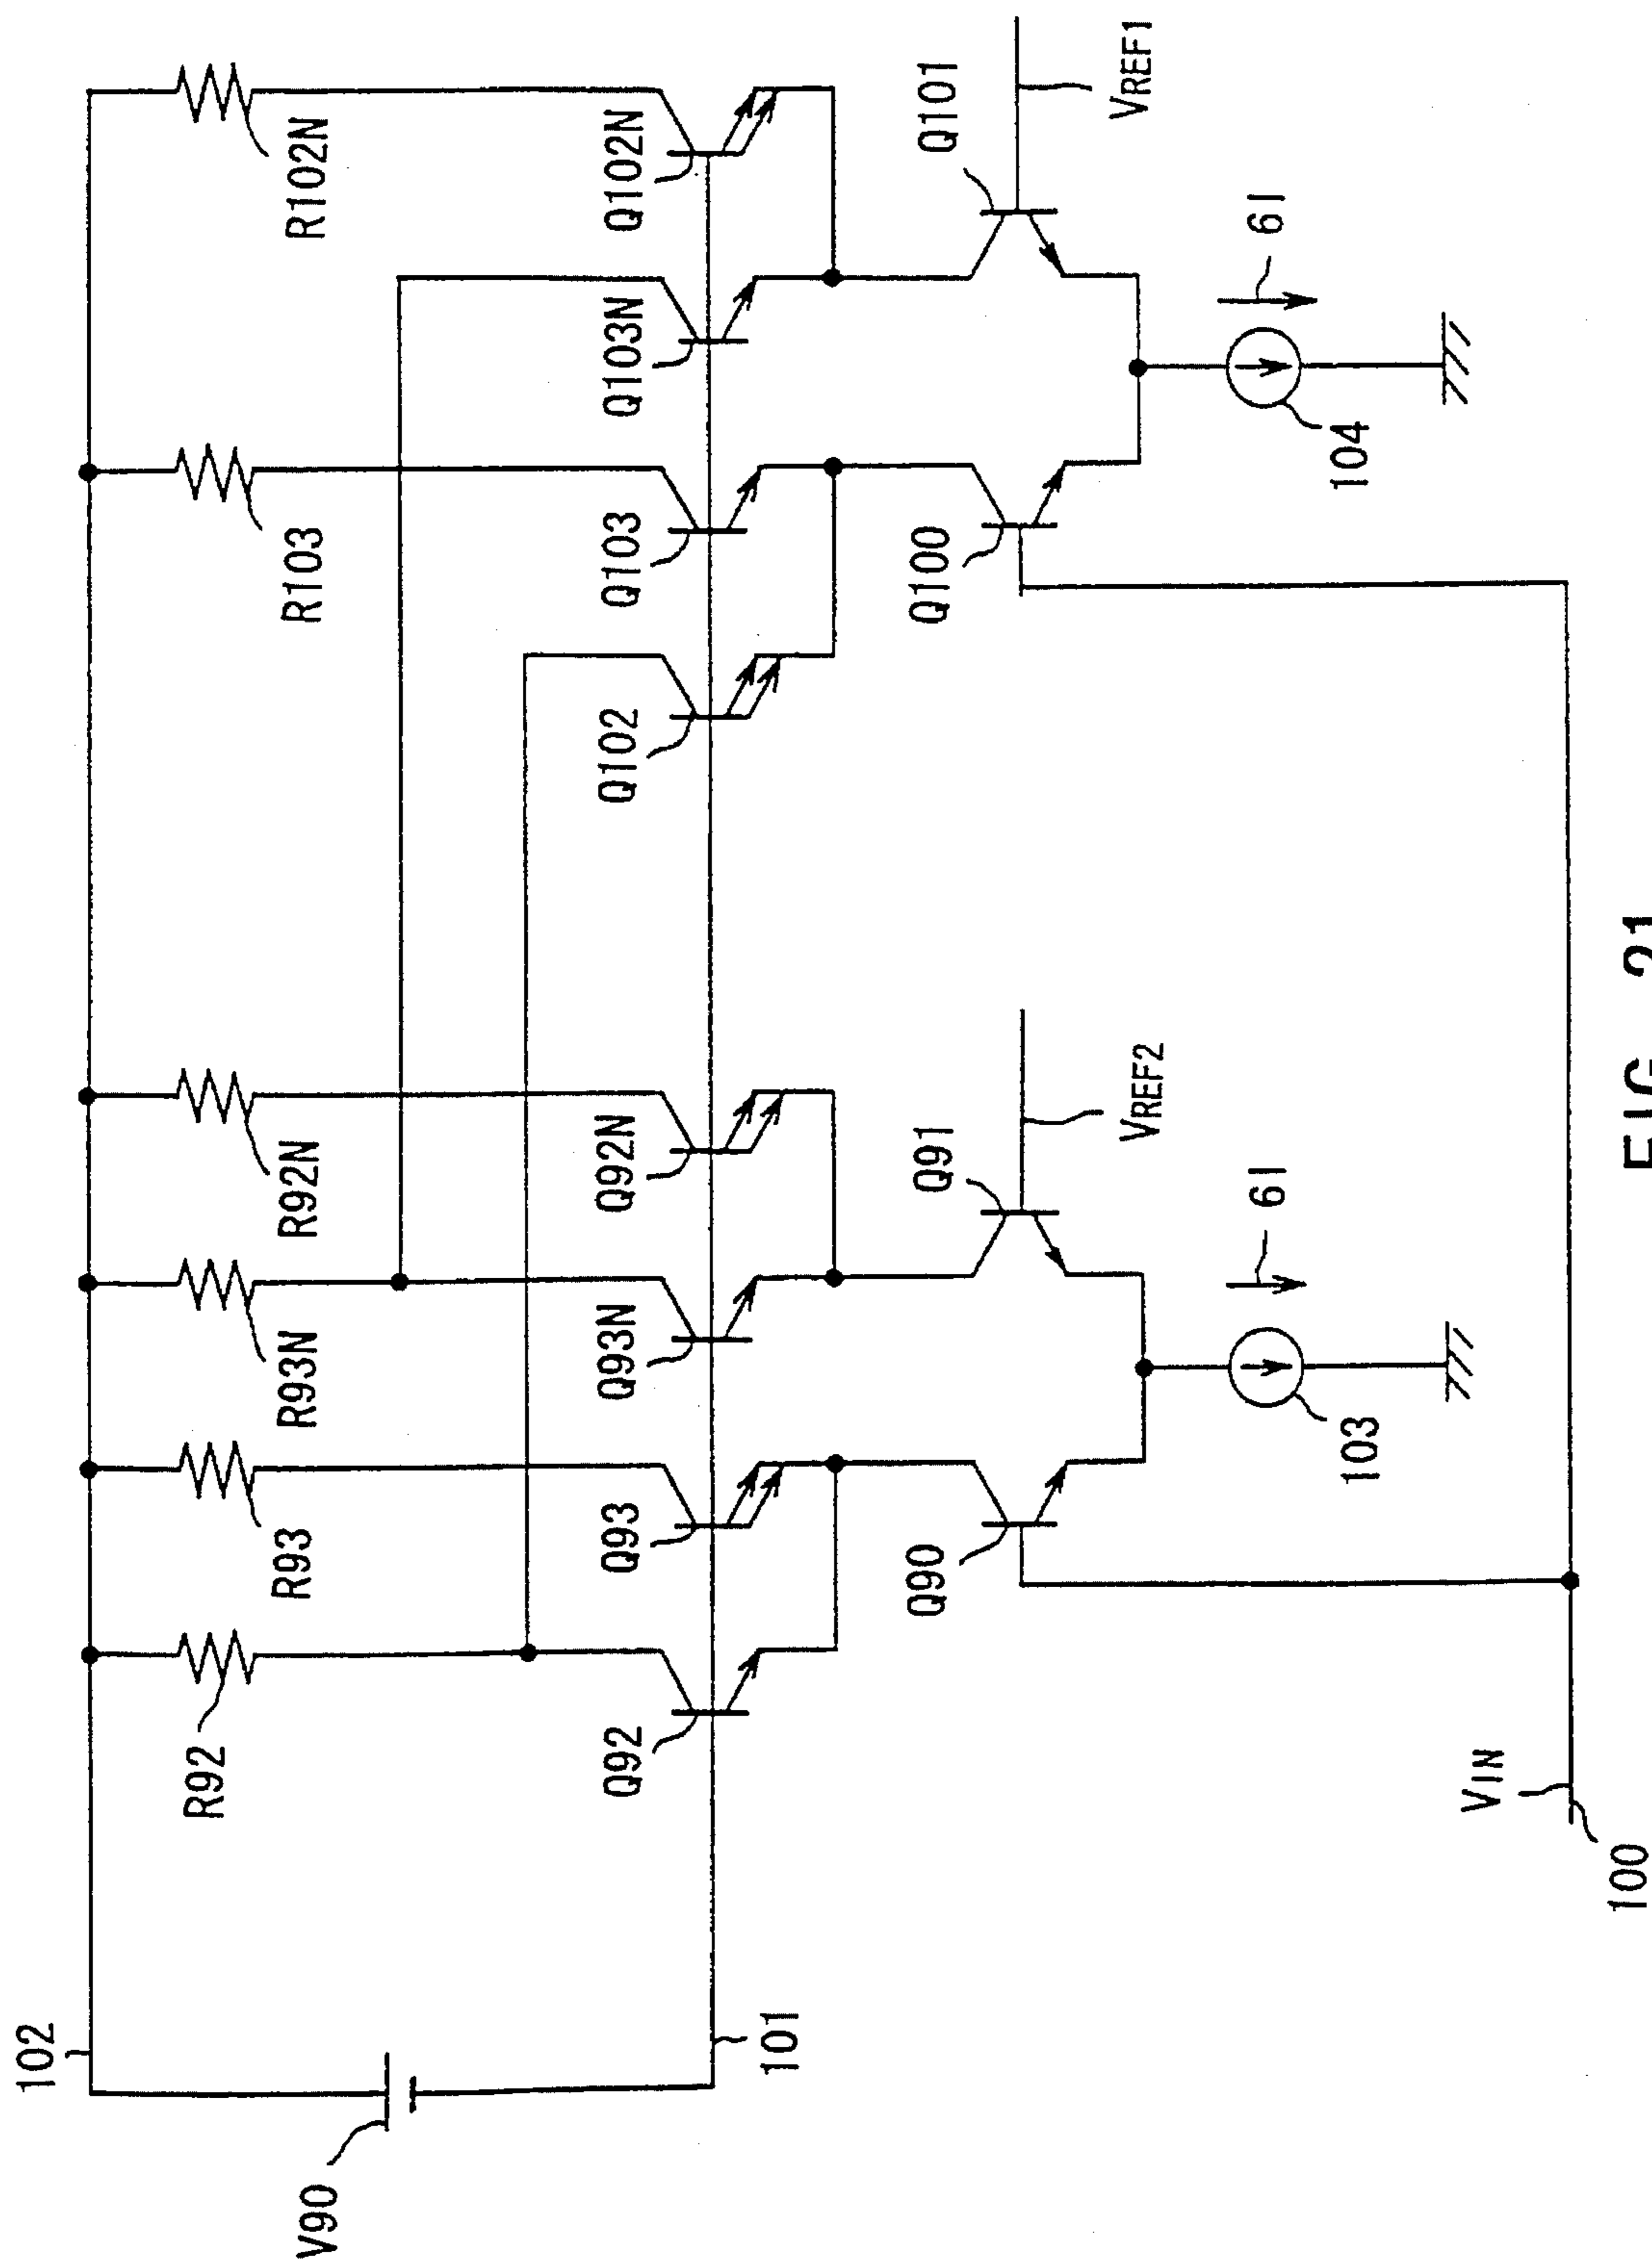 102
V90
101
R92
R93
R93N
R92N
R103
R102N
Q92
Q93
Q93N
Q92N
Q102
Q103
Q103N
Q102N
Q90
Q91
VREF2
Q100
Q101
VREF1
103
6I
104
6I
VIN
100
FIG. 21